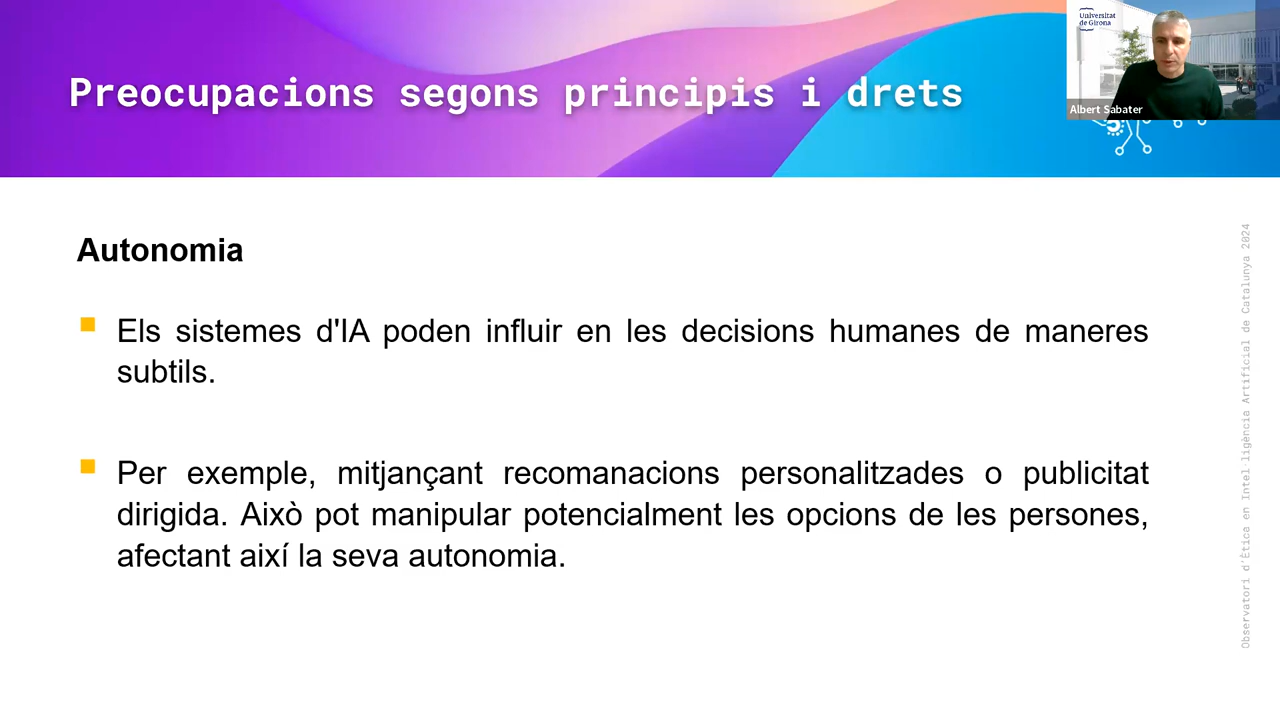 Preocupacions segons principis i drets
Universitat
de Girona
Albert Sabater
Autonomia
Els sistemes d'IA poden influir en les decisions humanes de maneres
subtils.
Per exemple, mitjançant recomanacions personalitzades o publicitat
dirigida. Això pot manipular potencialment les opcions de les persones,
afectant així la seva autonomia.
Observatori d'Ètica en Intel·ligència Artificial de Catalunya 2024